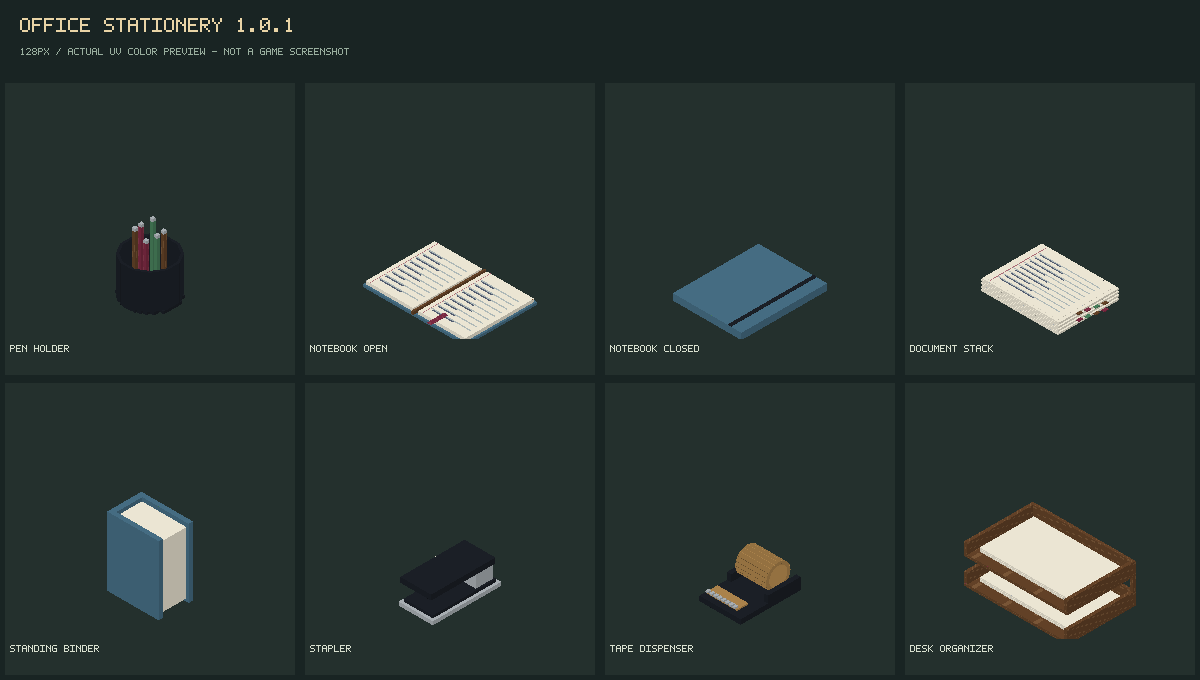 OFFICE STATIONERY 1.0.1
128PX / ACTUAL UV COLOR PREVIEW — NOT A GAME SCREENSHOT
PEN HOLDER
NOTEBOOK OPEN
NOTEBOOK CLOSED
DOCUMENT STACK
STANDING BINDER
STAPLER
TAPE DISPENSER
DESK ORGANIZER